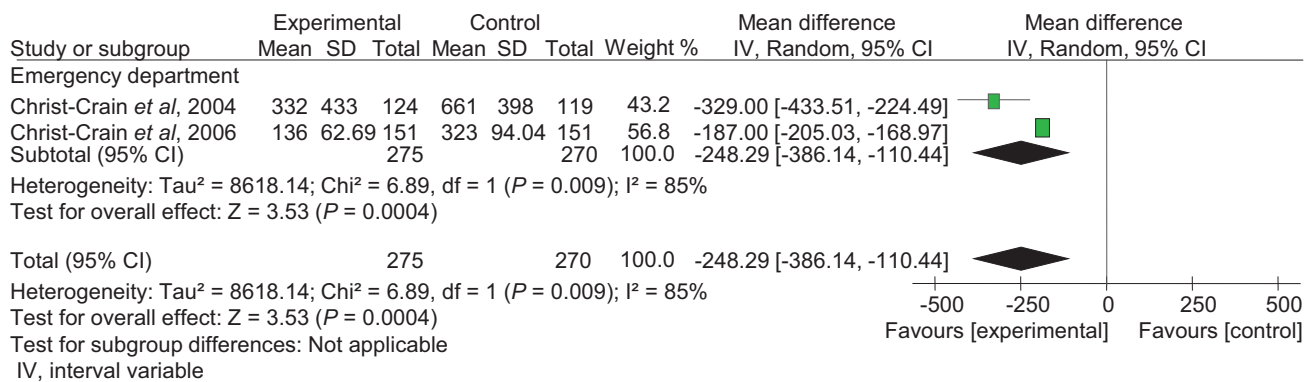 Experimental Control Mean difference Mean difference
Study or subgroup Mean SD Total Mean SD Total Weight % IV, Random, 95% CI IV, Random, 95% CI
Emergency department
Christ-Crain et al, 2004 332 433 124 661 398 119 43.2 -329.00 [-433.51, -224.49]
Christ-Crain et al, 2006 136 62.69 151 323 94.04 151 56.8 -187.00 [-205.03, -168.97]
Subtotal (95% CI) 275 270 100.0 -248.29 [-386.14, -110.44]
Heterogeneity: Tau² = 8618.14; Chi² = 6.89, df = 1 (P = 0.009); I² = 85%
Test for overall effect: Z = 3.53 (P = 0.0004)
Total (95% CI) 275 270 100.0 -248.29 [-386.14, -110.44]
Heterogeneity: Tau² = 8618.14; Chi² = 6.89, df = 1 (P = 0.009); I² = 85%
-500 -250 0 250 500
Test for overall effect: Z = 3.53 (P = 0.0004)
Favours [experimental] Favours [control]
Test for subgroup differences: Not applicable
IV, interval variable